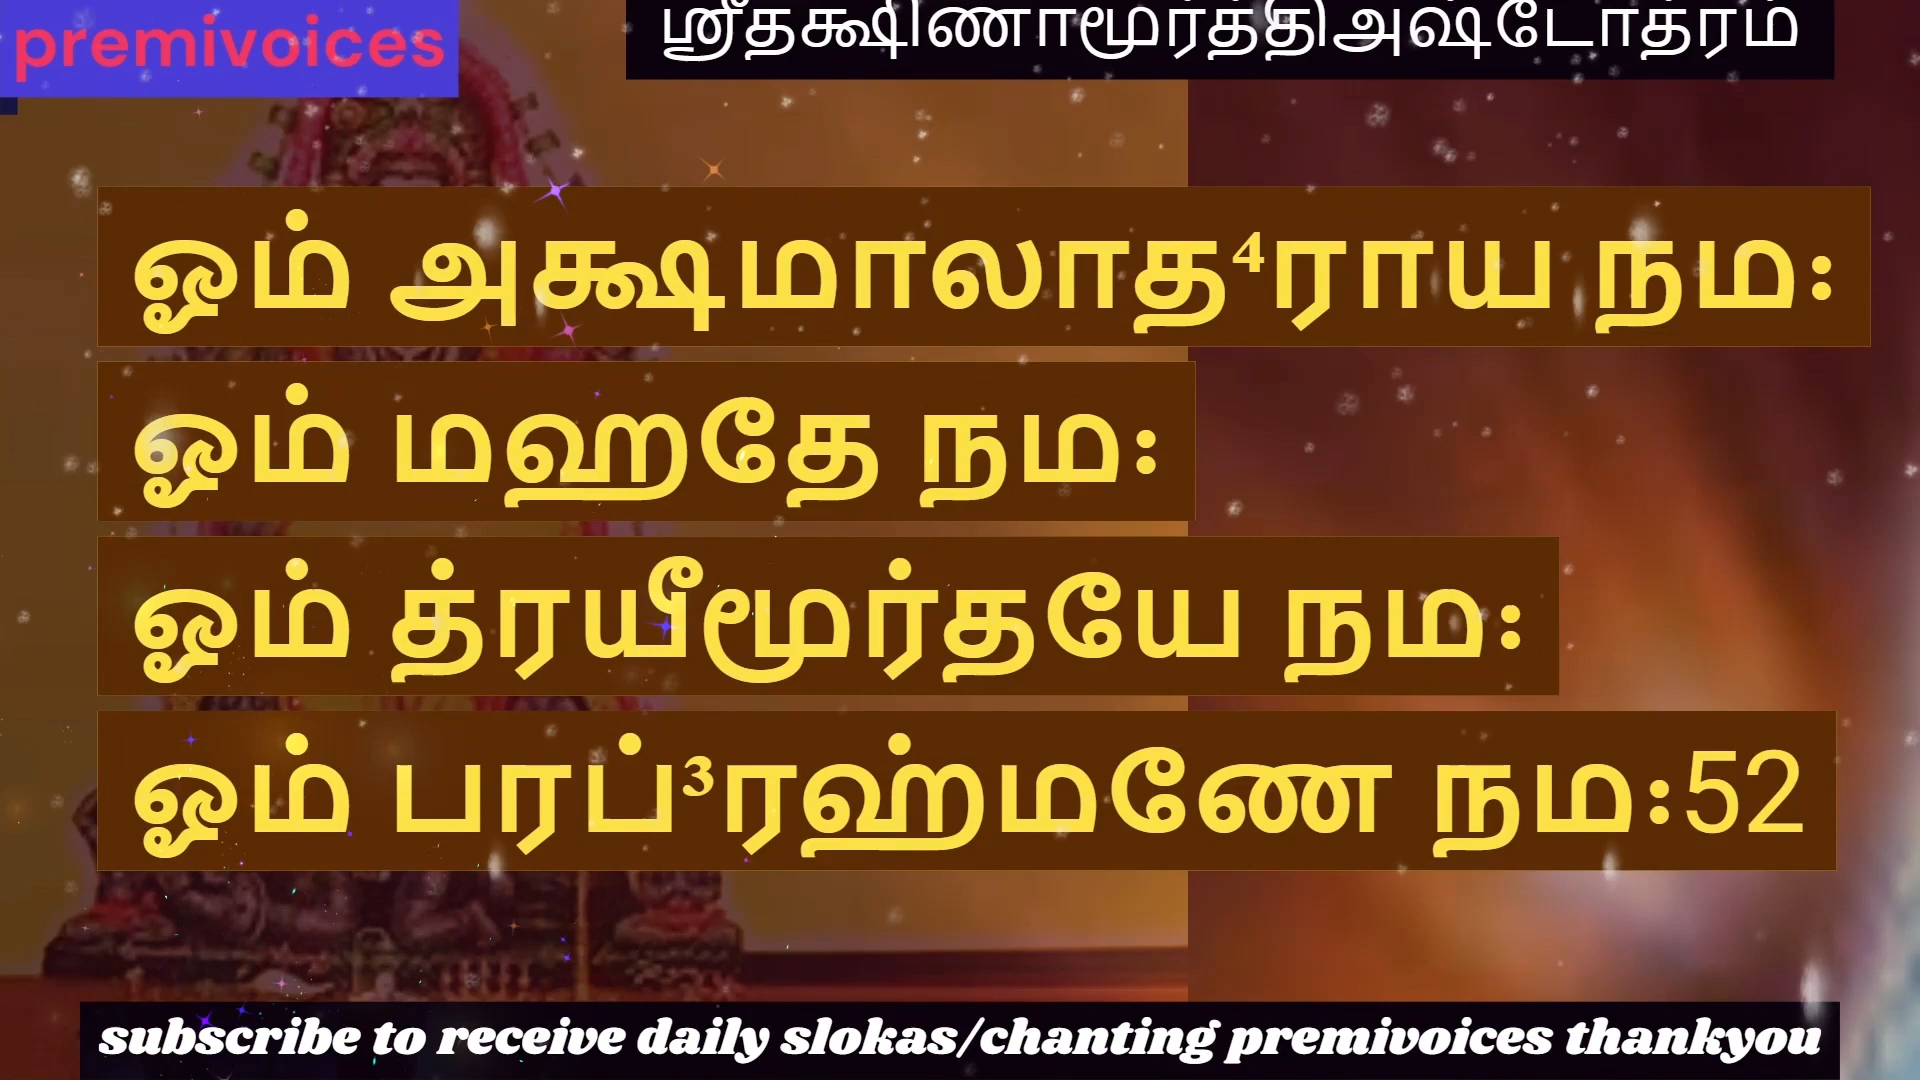 premivoices
ஶ்ரீதக்ஷிணாமூர்த்திஅஷ்டோத்ரம்
ஓம் அக்ஷமாலாத⁴ராய நம꞉
ஓம் மஹதே நம꞉
ஓம் த்ரயீமூர்தயே நம꞉
ஓம் பரப்³ரஹ்மணே நம꞉52
subscribe to receive daily slokas/chanting premivoices thankyou